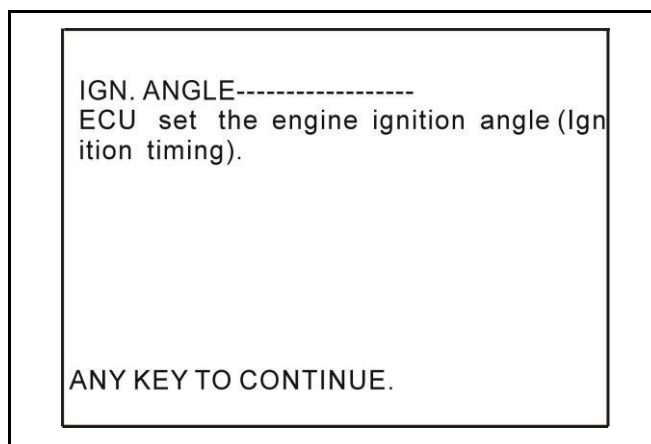 IGN. ANGLE------------------
ECU set the engine ignition angle (Ign
ition timing).
ANY KEY TO CONTINUE.